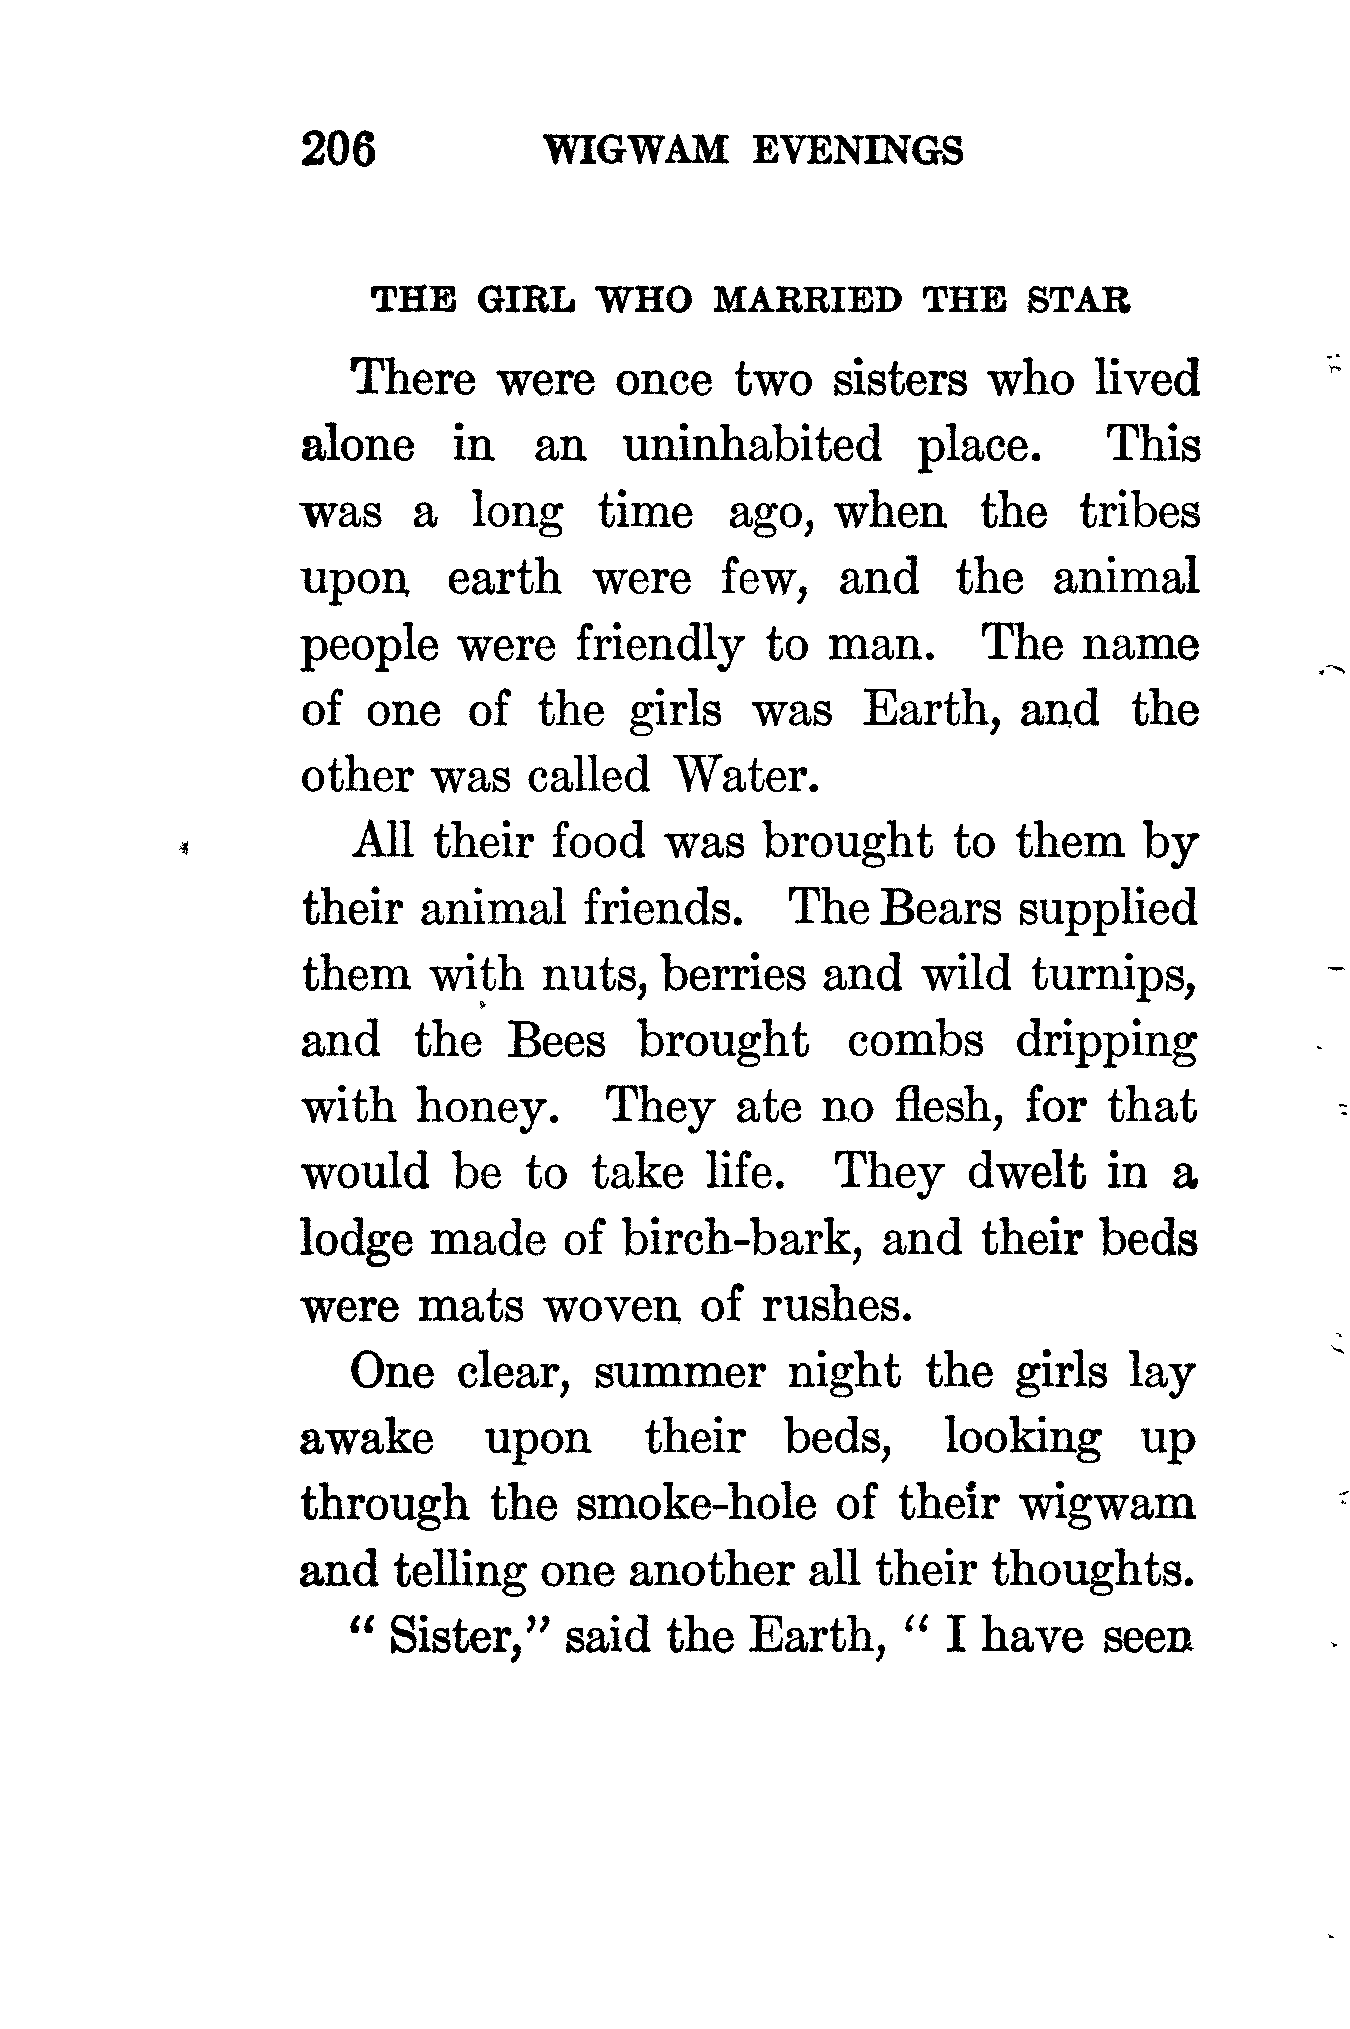 206 WIGWAM EVENINGS
THE GIRL WHO MARRIED THE STAR
There were once two sisters who lived
alone in an uninhabited place. This
was a long time ago, when the tribes
upon earth were few, and the animal
people were friendly to man. The name
of one of the girls was Earth, and the
other was called Water.
All their food was brought to them by
their animal friends. The Bears supplied
them with nuts, berries and wild turnips,
and the Bees brought combs dripping
with honey. They ate no flesh, for that
would be to take life. They dwelt in a
lodge made of birch-bark, and their beds
were mats woven of rushes.
One clear, summer night the girls lay
awake upon their beds, looking up
through the smoke-hole of their wigwam
and telling one another all their thoughts.
“ Sister,” said the Earth, “ I have seen